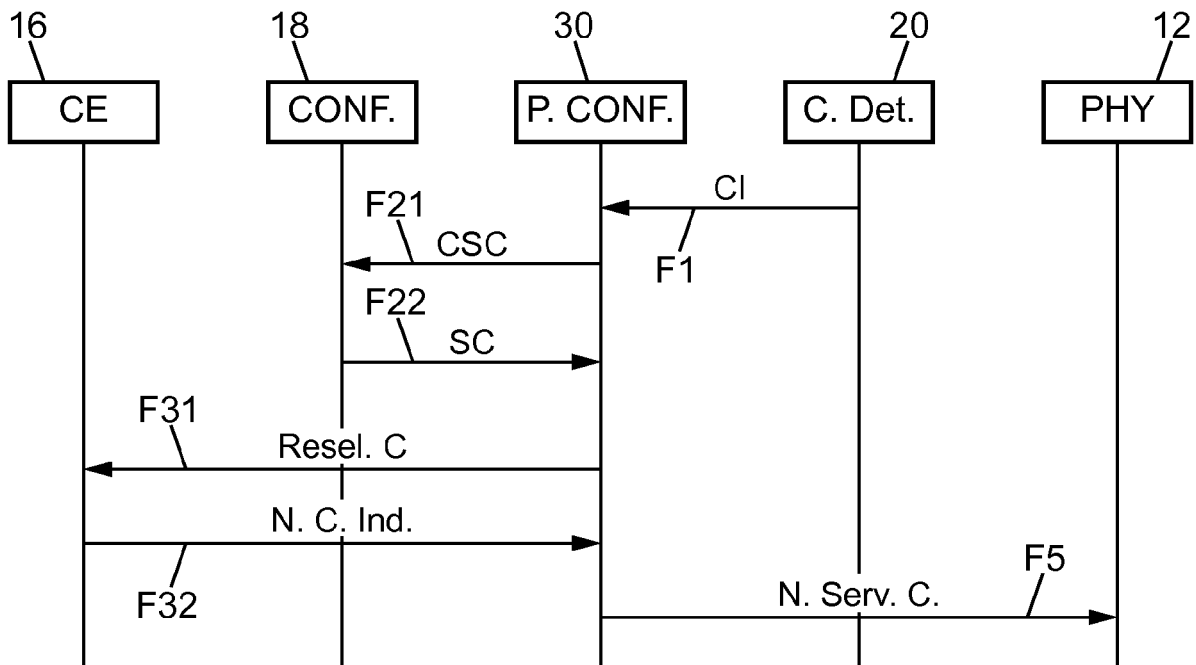 16 18 30 20 12
CE CONF. P. CONF. C. Det. PHY
CI
F21
CSC
F1
F22
SC
F31
Resel. C
N. C. Ind.
F32
F5
N. Serv. C.